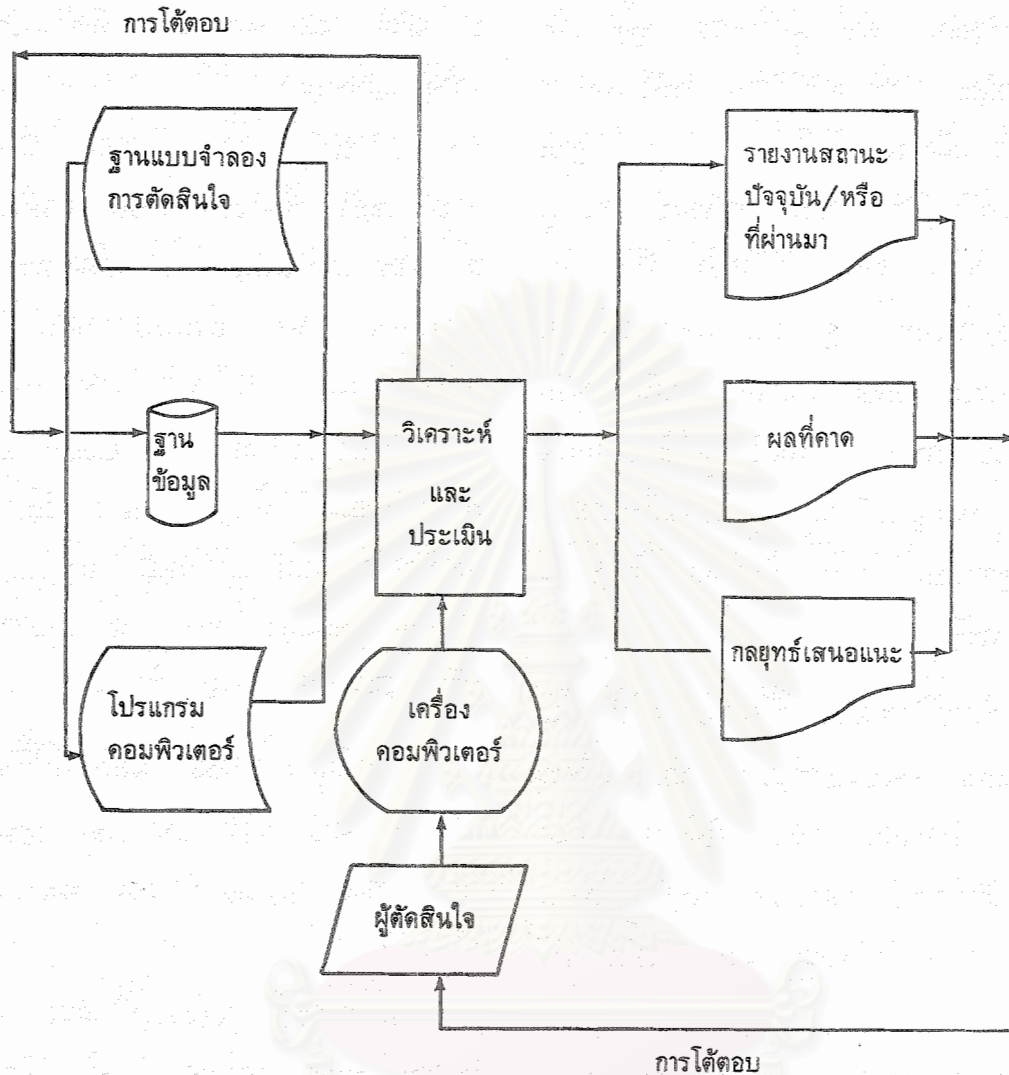 การโต้ตอบ
ฐานแบบจำลอง
การตัดสินใจ
รายงานสถานะ
ปัจจุบัน/หรือ
ที่ผ่านมา
ฐาน
ข้อมูล
วิเคราะห์
และ
ประเมิน
ผลที่คาด
กลยุทธ์เสนอแนะ
โปรแกรม
คอมพิวเตอร์
เครื่อง
คอมพิวเตอร์
ผู้ตัดสินใจ
การโต้ตอบ